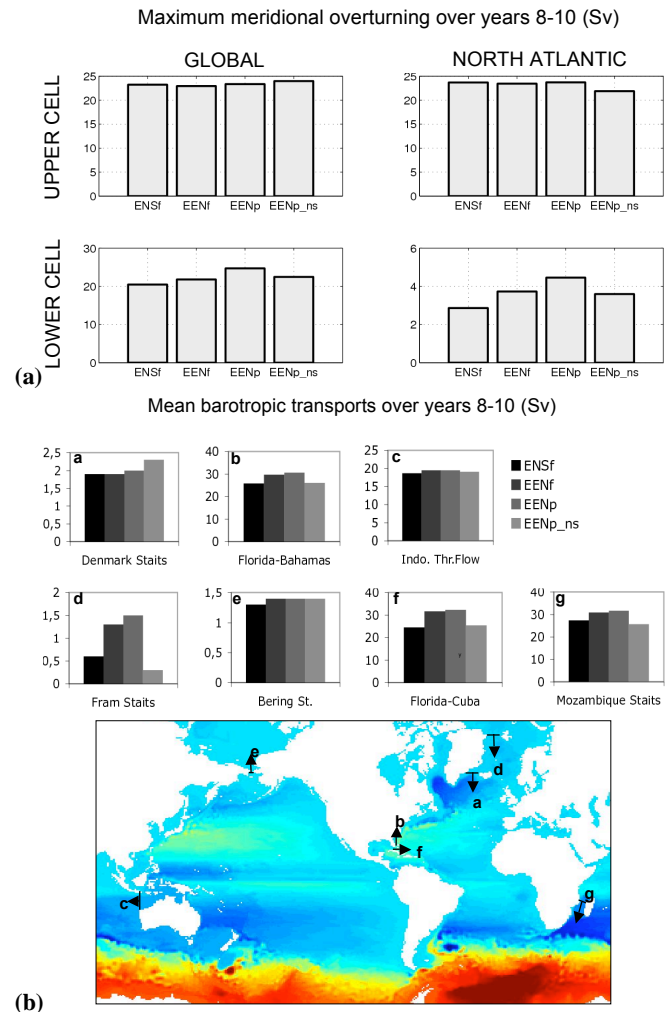 Maximum meridional overturning over years 8-10 (Sv)
GLOBAL NORTH ATLANTIC
UPPER CELL
25
20
15
10
5
0
ENSf EENf EENp EENp_ns
25
20
15
10
5
0
ENSf EENf EENp EENp_ns
LOWER CELL
30
20
10
0
ENSf EENf EENp EENp_ns
6
4
2
0
ENSf EENf EENp EENp_ns
(a)
Mean barotropic transports over years 8-10 (Sv)
a
2,5
2
1,5
1
0,5
0
Denmark Staits
b
40
30
20
10
0
Florida-Bahamas
c
25
20
15
10
5
0
Indo. Thr.Flow
ENSf
EENf
EENp
EENp_ns
d
2
1,5
1
0,5
0
Fram Staits
e
1,5
1
0,5
0
Bering St.
f
40
30
20
10
0
Florida-Cuba
g
40
30
20
10
0
Mozambique Staits
e
d
a
b
f
c
g
(b)